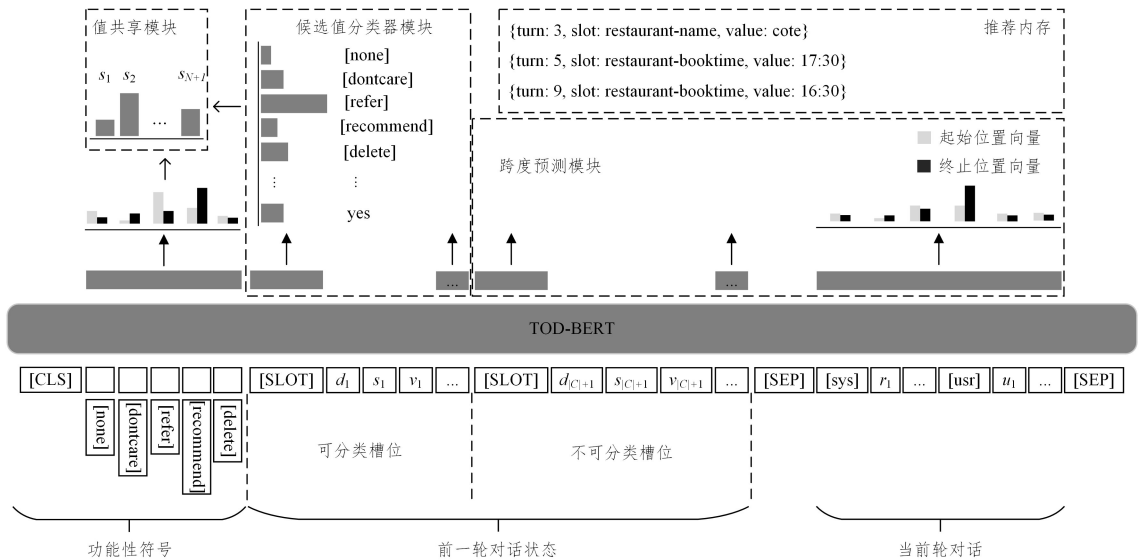 值共享模块
s1 s2 sN+1
...
候选值分类器模块
[none]
[dontcare]
[refer]
[recommend]
[delete]
⋮ ⋮
yes
推荐内存
{turn: 3, slot: restaurant-name, value: cote}
{turn: 5, slot: restaurant-booktime, value: 17:30}
{turn: 9, slot: restaurant-booktime, value: 16:30}
跨度预测模块
起始位置向量
终止位置向量
... ...
TOD-BERT
[CLS] [SLOT] d1 s1 v1 ... [SLOT] d|C|+1 s|C|+1 v|C|+1 ... [SEP] [sys] r1 ... [usr] u1 ... [SEP]
[none] [dontcare] [refer] [recommend] [delete]
可分类槽位 不可分类槽位
功能性符号 前一轮对话状态 当前轮对话